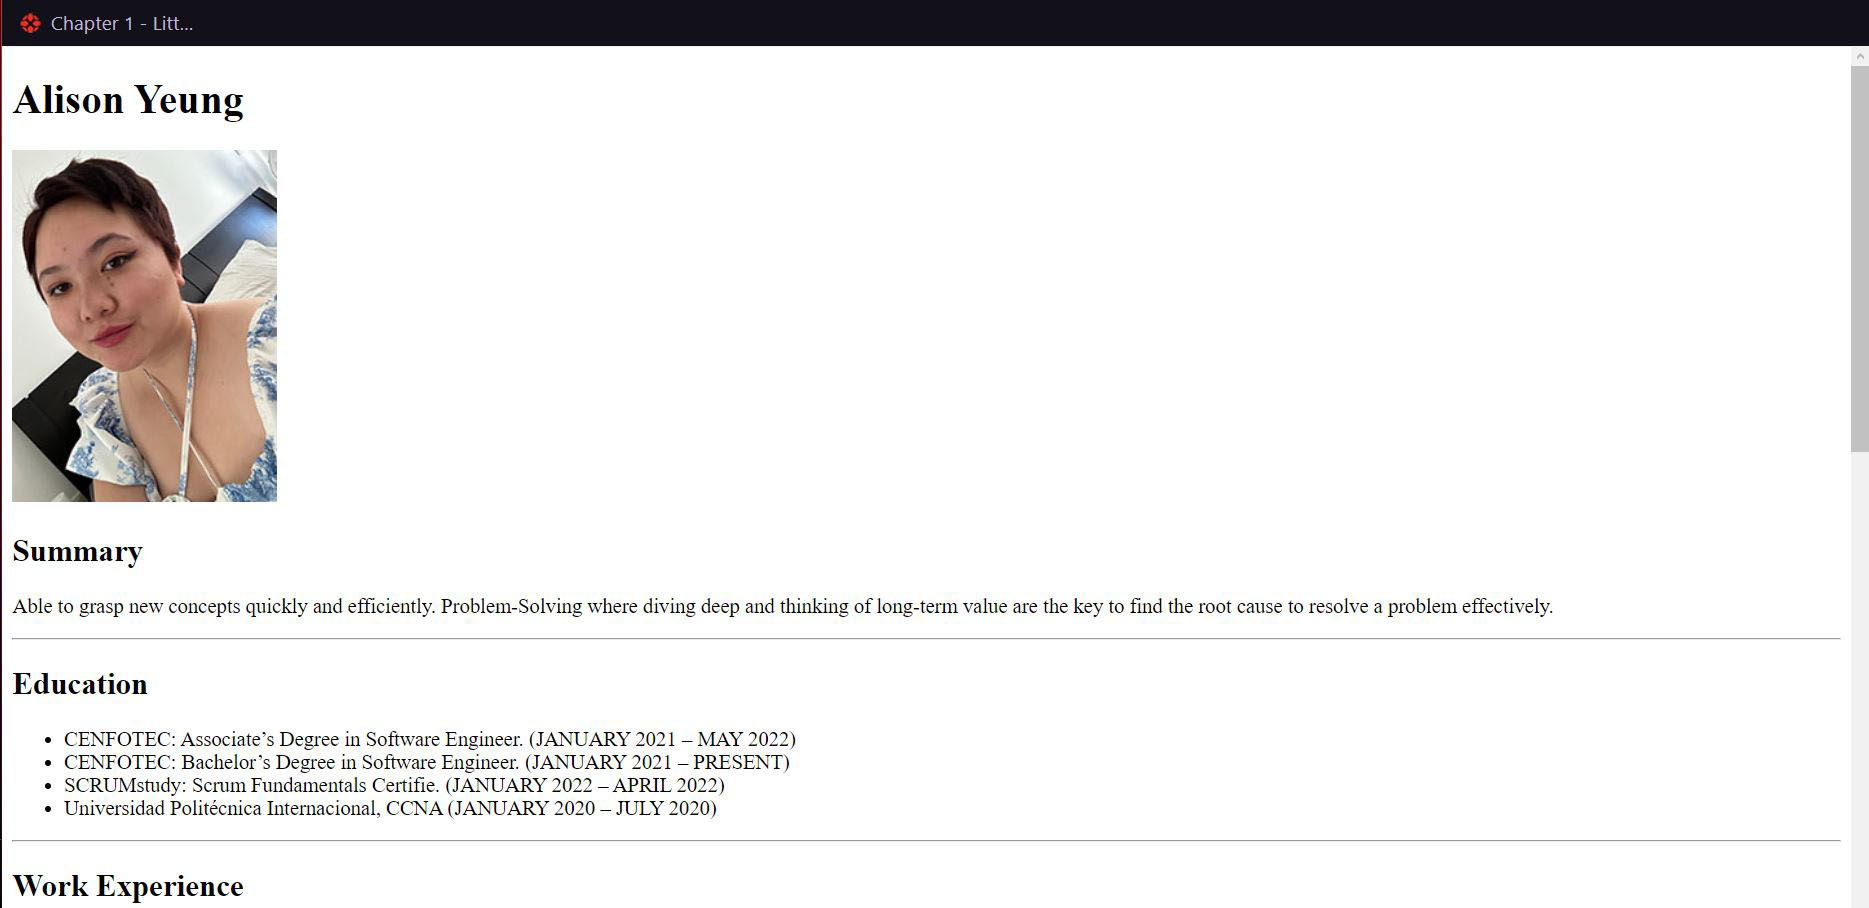 Chapter 1 - Litt...
Alison Yeung
Summary
Able to grasp new concepts quickly and efficiently. Problem-Solving where diving deep and thinking of long-term value are the key to find the root cause to resolve a problem effectively.
Education
• CENFOTEC: Associate’s Degree in Software Engineer. (JANUARY 2021 – MAY 2022)
• CENFOTEC: Bachelor’s Degree in Software Engineer. (JANUARY 2021 – PRESENT)
• SCRUMstudy: Scrum Fundamentals Certifie. (JANUARY 2022 – APRIL 2022)
• Universidad Politécnica Internacional, CCNA (JANUARY 2020 – JULY 2020)
Work Experience